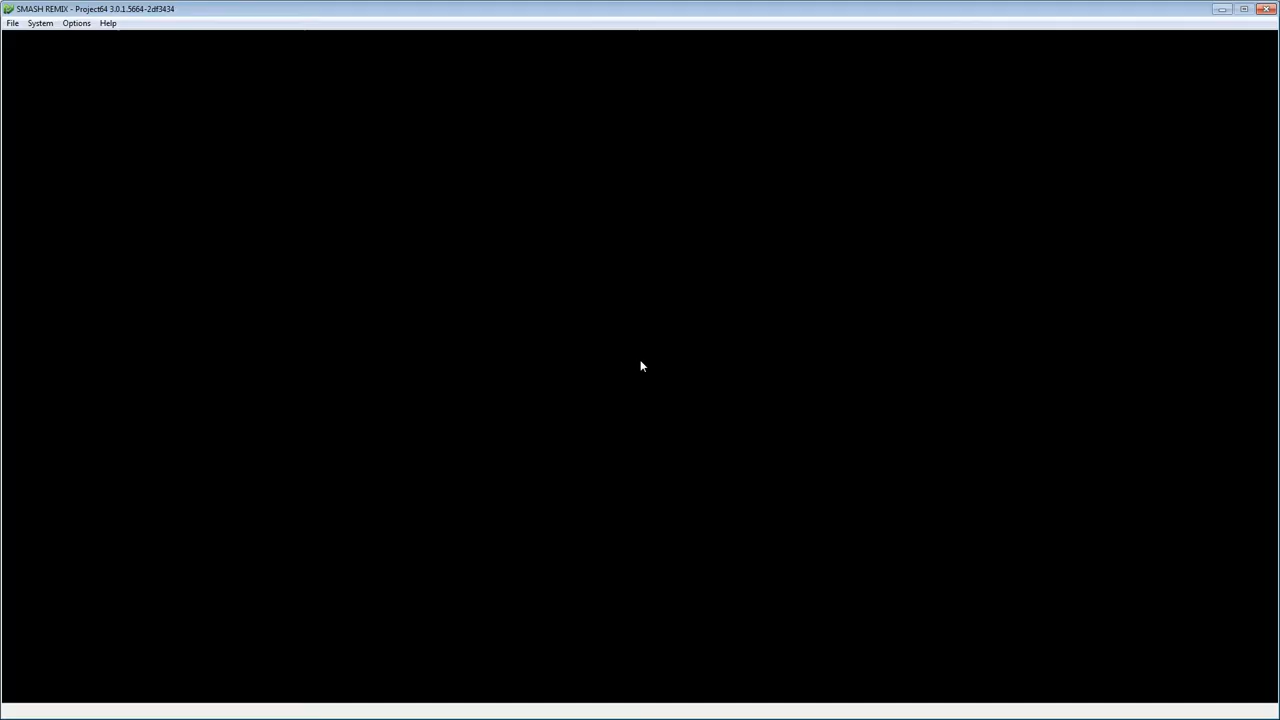 SMASH REMIX - Project64 3.0.1.5664-2df3434
File System Options Help